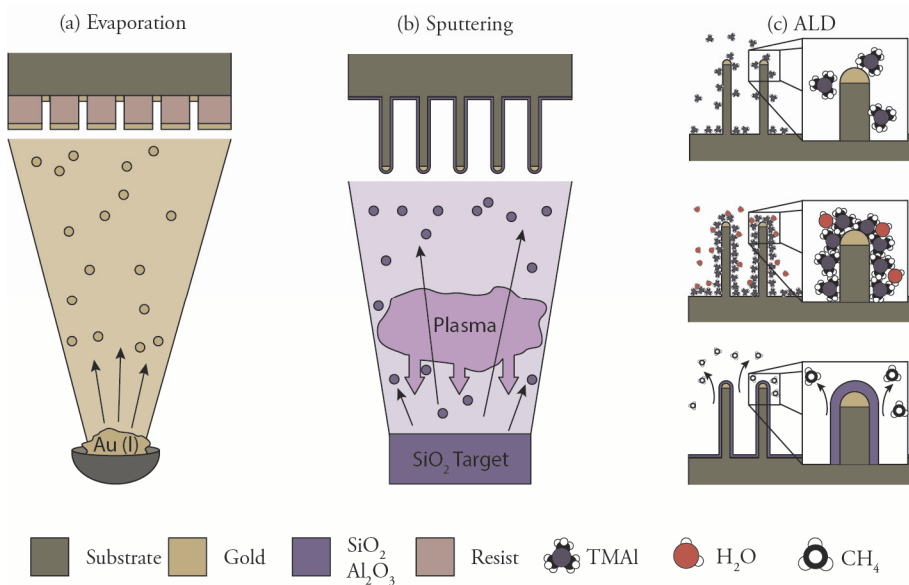 (a) Evaporation
(b) Sputtering
(c) ALD
Plasma
Au (l)
SiO₂ Target
Substrate
Gold
SiO₂
Al₂O₃
Resist
TMAl
H₂O
CH₄